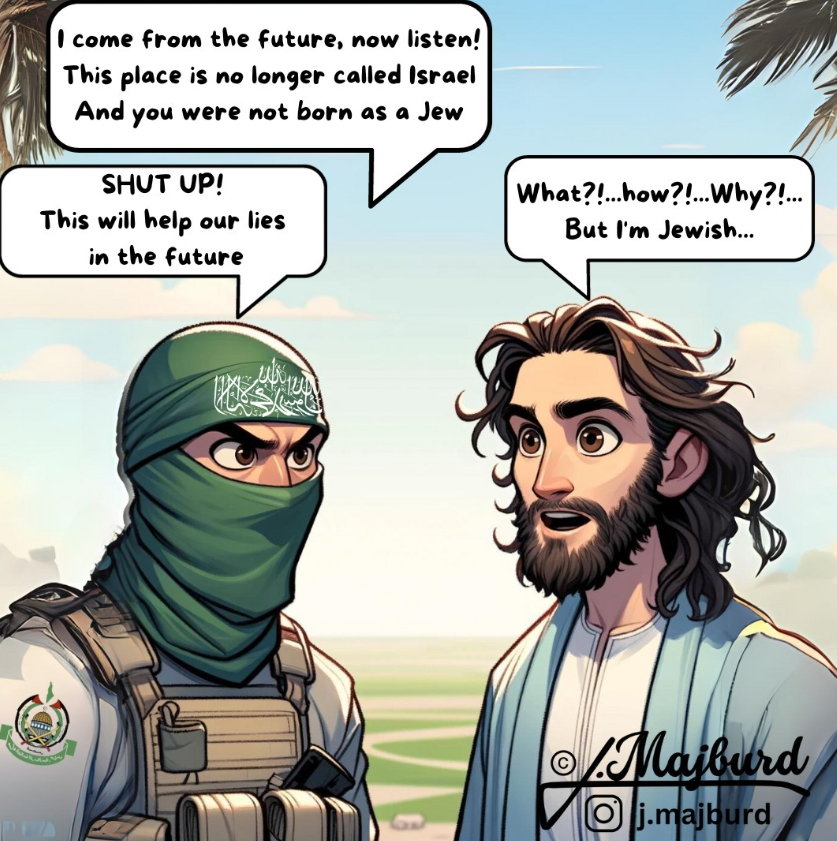 I come from the future, now listen!
This place is no longer called Israel
And you were not born as a Jew
SHUT UP!
This will help our lies
in the future
What?!...how?!...Why?!...
But I'm Jewish...
© J.Majburd
j.majburd